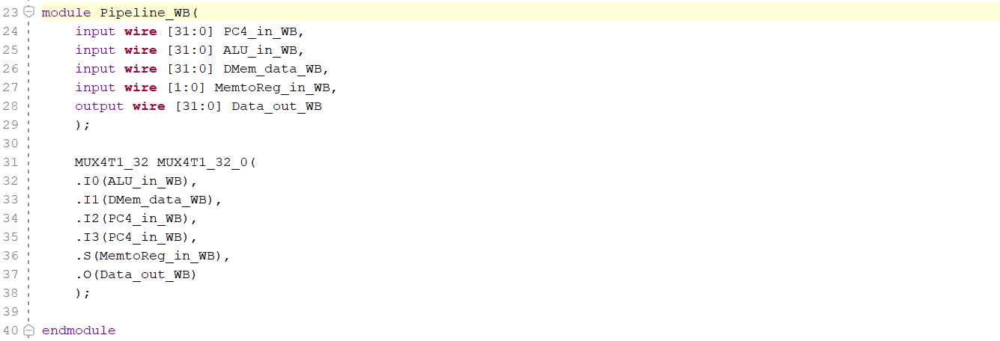 23 module Pipeline_WB(
24 input wire [31:0] PC4_in_WB,
25 input wire [31:0] ALU_in_WB,
26 input wire [31:0] DMem_data_WB,
27 input wire [1:0] MemtoReg_in_WB,
28 output wire [31:0] Data_out_WB
29 );
30
31 MUX4T1_32 MUX4T1_32_0(
32 .I0(ALU_in_WB),
33 .I1(DMem_data_WB),
34 .I2(PC4_in_WB),
35 .I3(PC4_in_WB),
36 .S(MemtoReg_in_WB),
37 .O(Data_out_WB)
38 );
39
40 endmodule